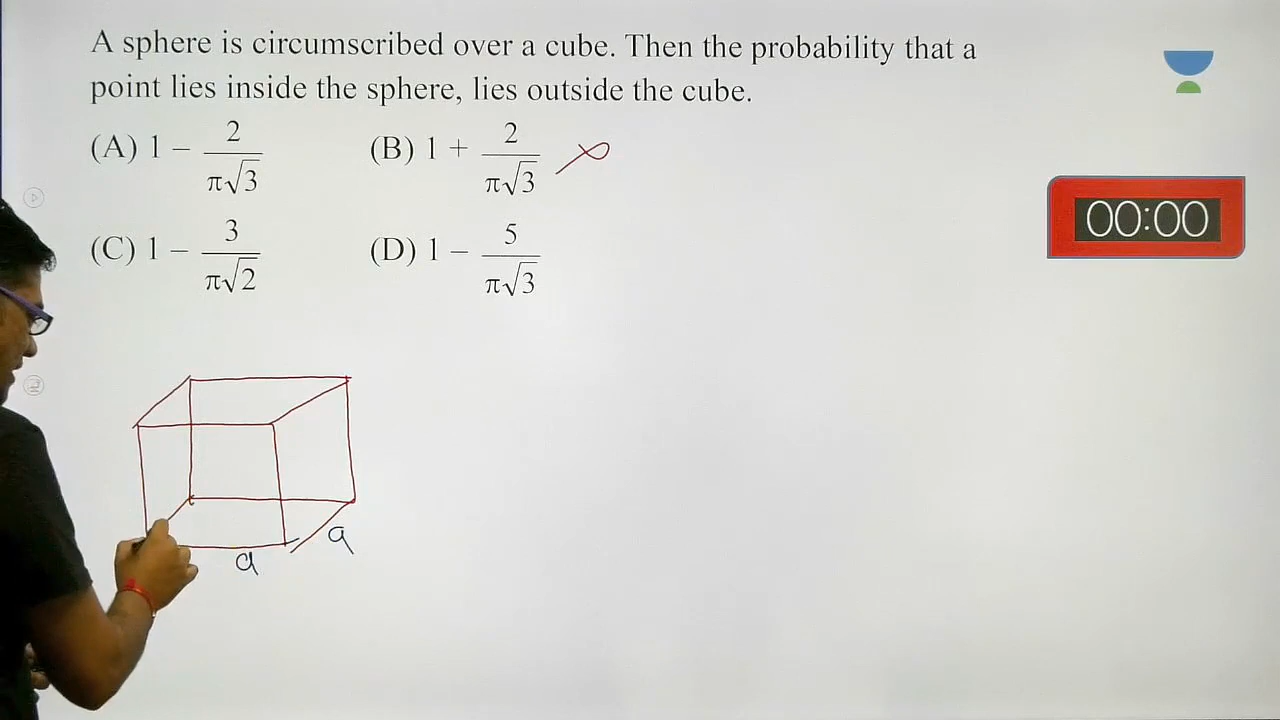 A sphere is circumscribed over a cube. Then the probability that a
point lies inside the sphere, lies outside the cube.
(A) 1 − 2/(π√3) (B) 1 + 2/(π√3)
(C) 1 − 3/(π√2) (D) 1 − 5/(π√3)
00:00
a
a